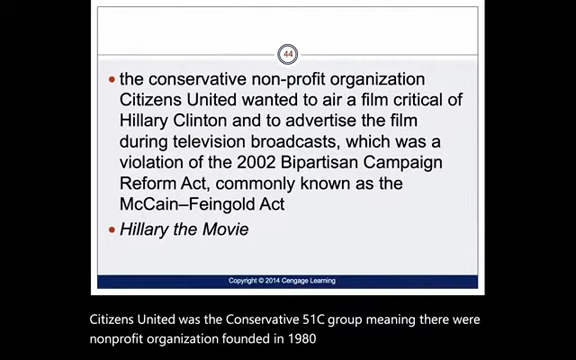 44
• the conservative non-profit organization
Citizens United wanted to air a film critical of
Hillary Clinton and to advertise the film
during television broadcasts, which was a
violation of the 2002 Bipartisan Campaign
Reform Act, commonly known as the
McCain–Feingold Act
• Hillary the Movie
Copyright © 2014 Cengage Learning
Citizens United was the Conservative 51C group meaning there were
nonprofit organization founded in 1980